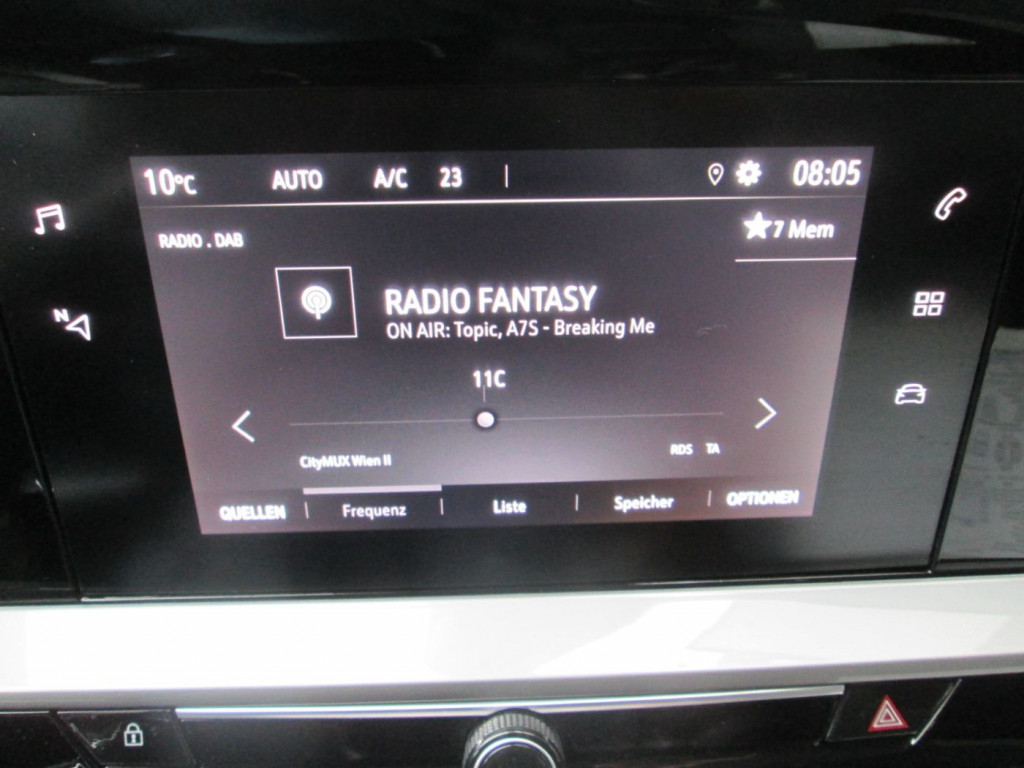 10°C AUTO A/C 23 08:05
RADIO . DAB
7 Mem
RADIO FANTASY
ON AIR: Topic, A7S - Breaking Me
11C
N
CityMUX Wien II
RDS TA
QUELLEN | Frequenz | Liste | Speicher | OPTIONEN